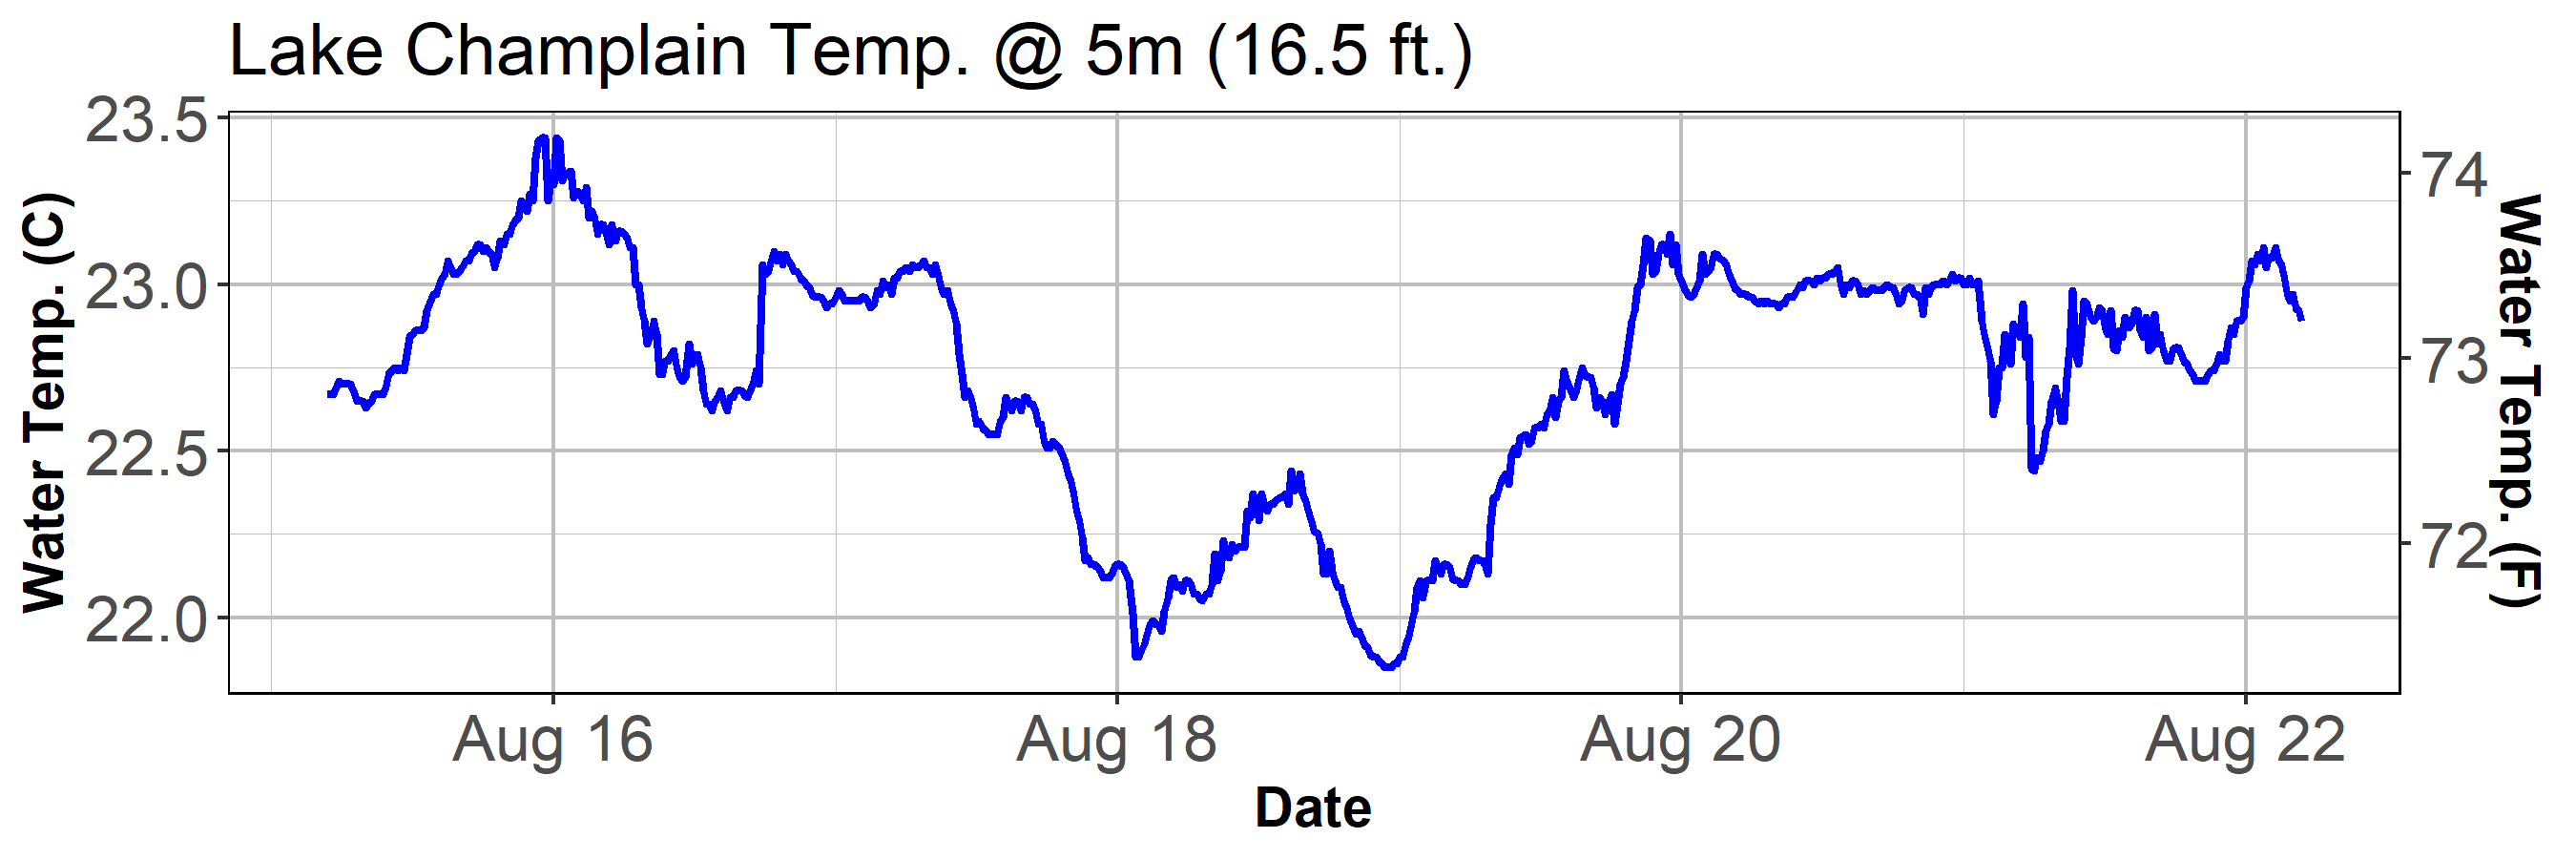 Lake Champlain Temp. @ 5m (16.5 ft.)
Water Temp. (C)
23.5
23.0
22.5
22.0
74
73
72
Water Temp. (F)
Aug 16
Aug 18
Aug 20
Aug 22
Date